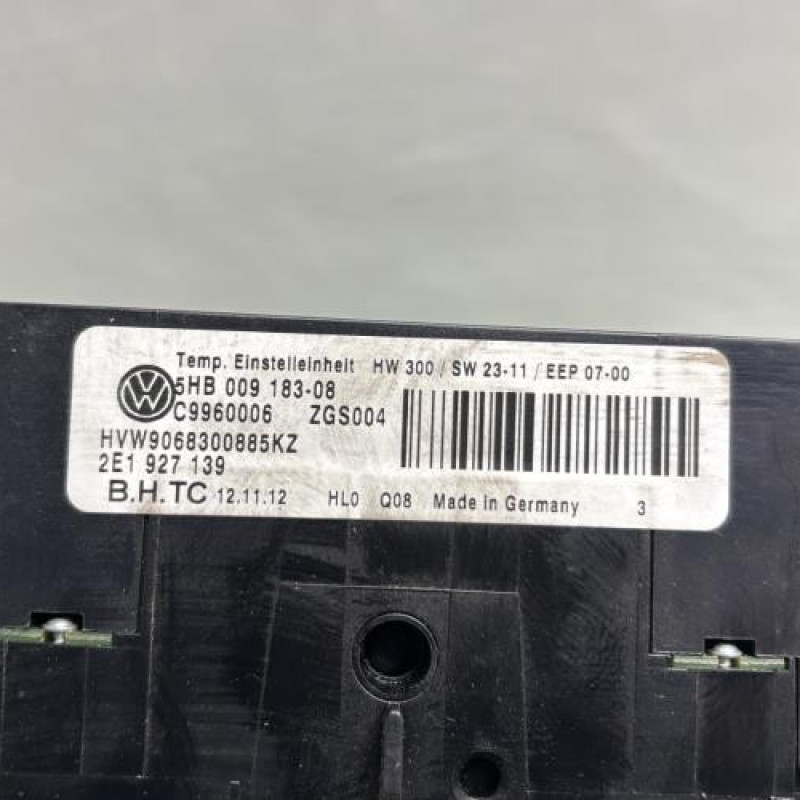 Temp. Einstelleinheit HW 300 / SW 23-11 / EEP 07-00
5HB 009 183-08
C9960006 ZGS004
HVW9068300885KZ
2E1 927 139
B.H.TC 12.11.12 HL0 Q08 Made in Germany 3